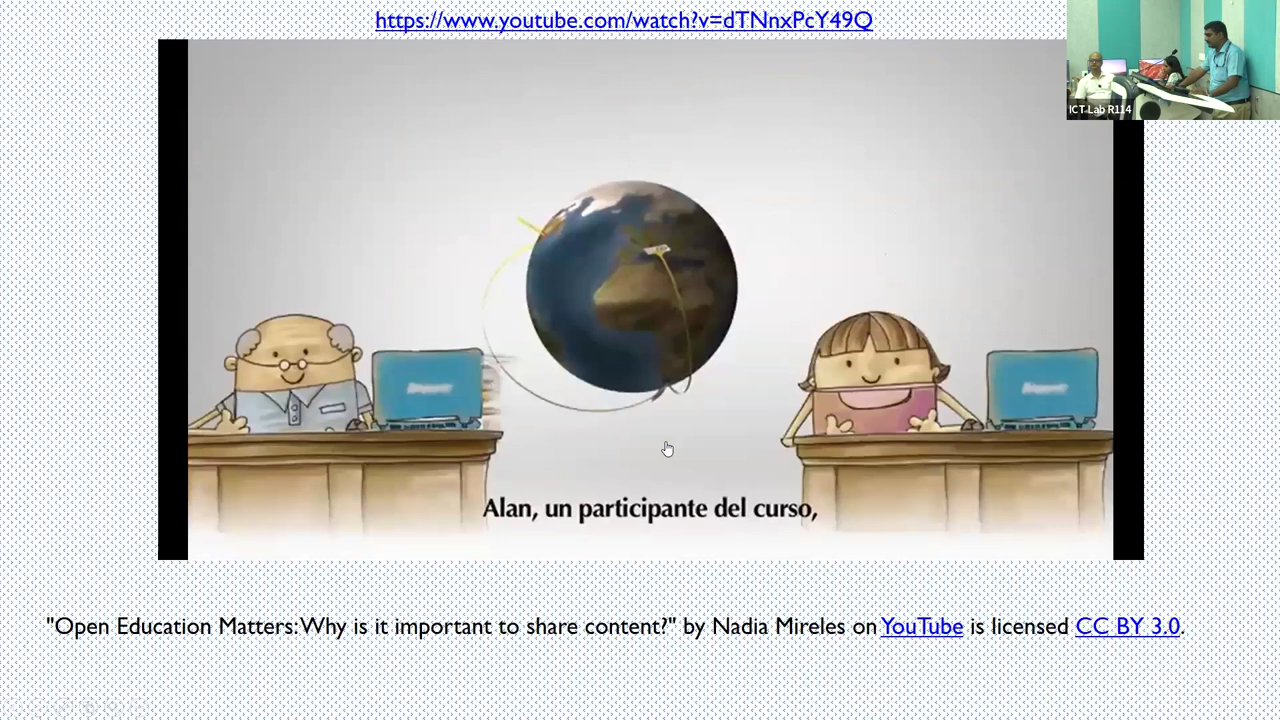 https://www.youtube.com/watch?v=dTNnxPcY49Q
ICT-Lab R114
Alan, un participante del curso,
"Open Education Matters: Why is it important to share content?" by Nadia Mireles on YouTube is licensed CC BY 3.0.